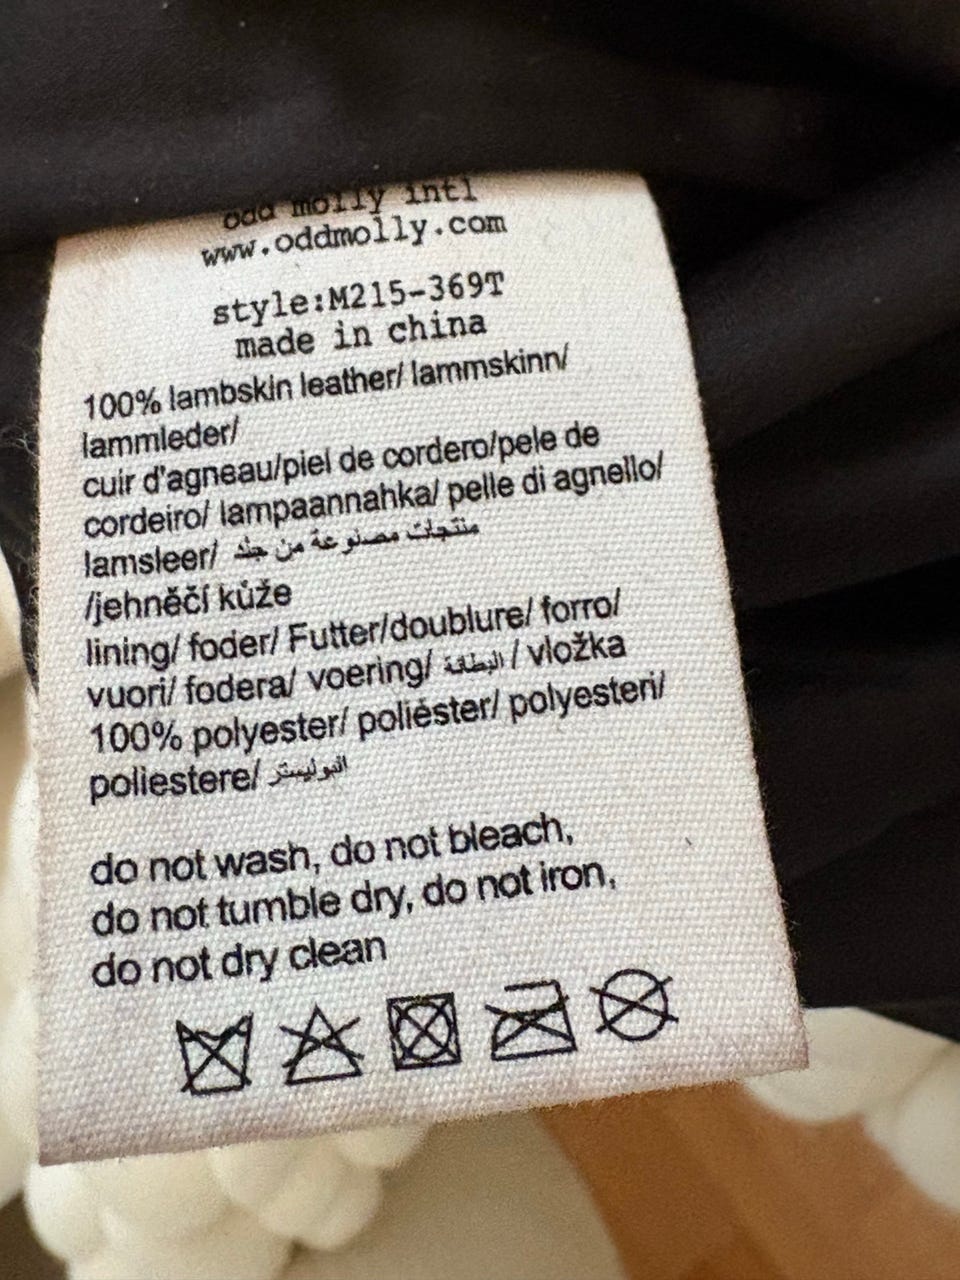 odd molly intl
www.oddmolly.com
style:M215-369T
made in china
100% lambskin leather/ lammskinn/
lammleder/
cuir d'agneau/piel de cordero/pele de
cordeiro/ lampaannahka/ pelle di agnello/
lamsleer/ منتجات مصنوعة من جلد
/jehněčí kůže
lining/ foder/ Futter/doublure/ forro/
vuori/ fodera/ voering/ البطانة / vložka
100% polyester/ poliéster/ polyesteri/
poliestere/ البوليستر
do not wash, do not bleach,
do not tumble dry, do not iron,
do not dry clean